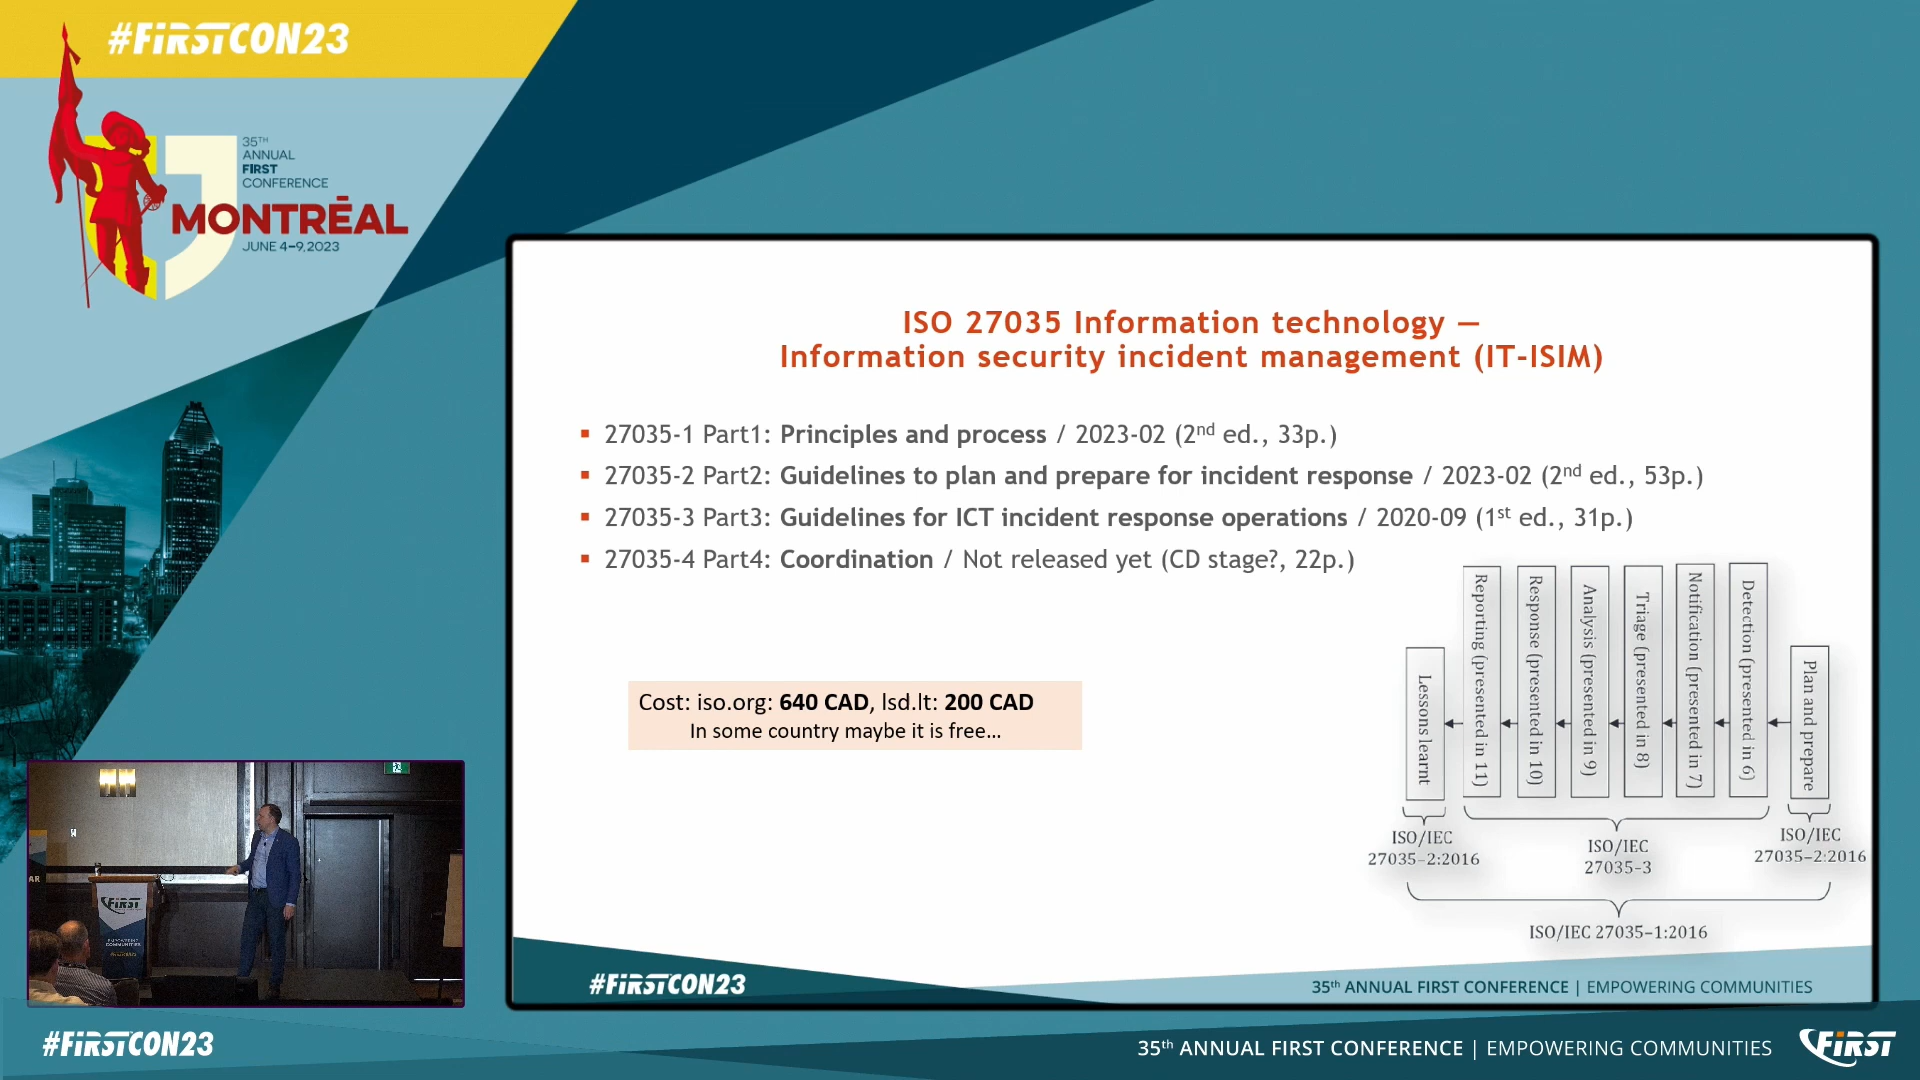 #FiRSTCON23
35TH
ANNUAL
FIRST
CONFERENCE
MONTRÉAL
JUNE 4–9, 2023
ISO 27035 Information technology —
Information security incident management (IT-ISIM)
▪ 27035-1 Part1: Principles and process / 2023-02 (2nd ed., 33p.)
▪ 27035-2 Part2: Guidelines to plan and prepare for incident response / 2023-02 (2nd ed., 53p.)
▪ 27035-3 Part3: Guidelines for ICT incident response operations / 2020-09 (1st ed., 31p.)
▪ 27035-4 Part4: Coordination / Not released yet (CD stage?, 22p.)
Cost: iso.org: 640 CAD, lsd.lt: 200 CAD
In some country maybe it is free...
Lessons learnt
Reporting (presented in 11)
Response (presented in 10)
Analysis (presented in 9)
Triage (presented in 8)
Notification (presented in 7)
Detection (presented in 6)
Plan and prepare
ISO/IEC
27035–2:2016
ISO/IEC
27035-3
ISO/IEC
27035–2:2016
ISO/IEC 27035–1:2016
#FiRSTCON23
35th ANNUAL FIRST CONFERENCE | EMPOWERING COMMUNITIES
AR
FiRST
EMPOWERING
COMMUNITIES
#FiRSTCON23
35th ANNUAL FIRST CONFERENCE | EMPOWERING COMMUNITIES
FiRST